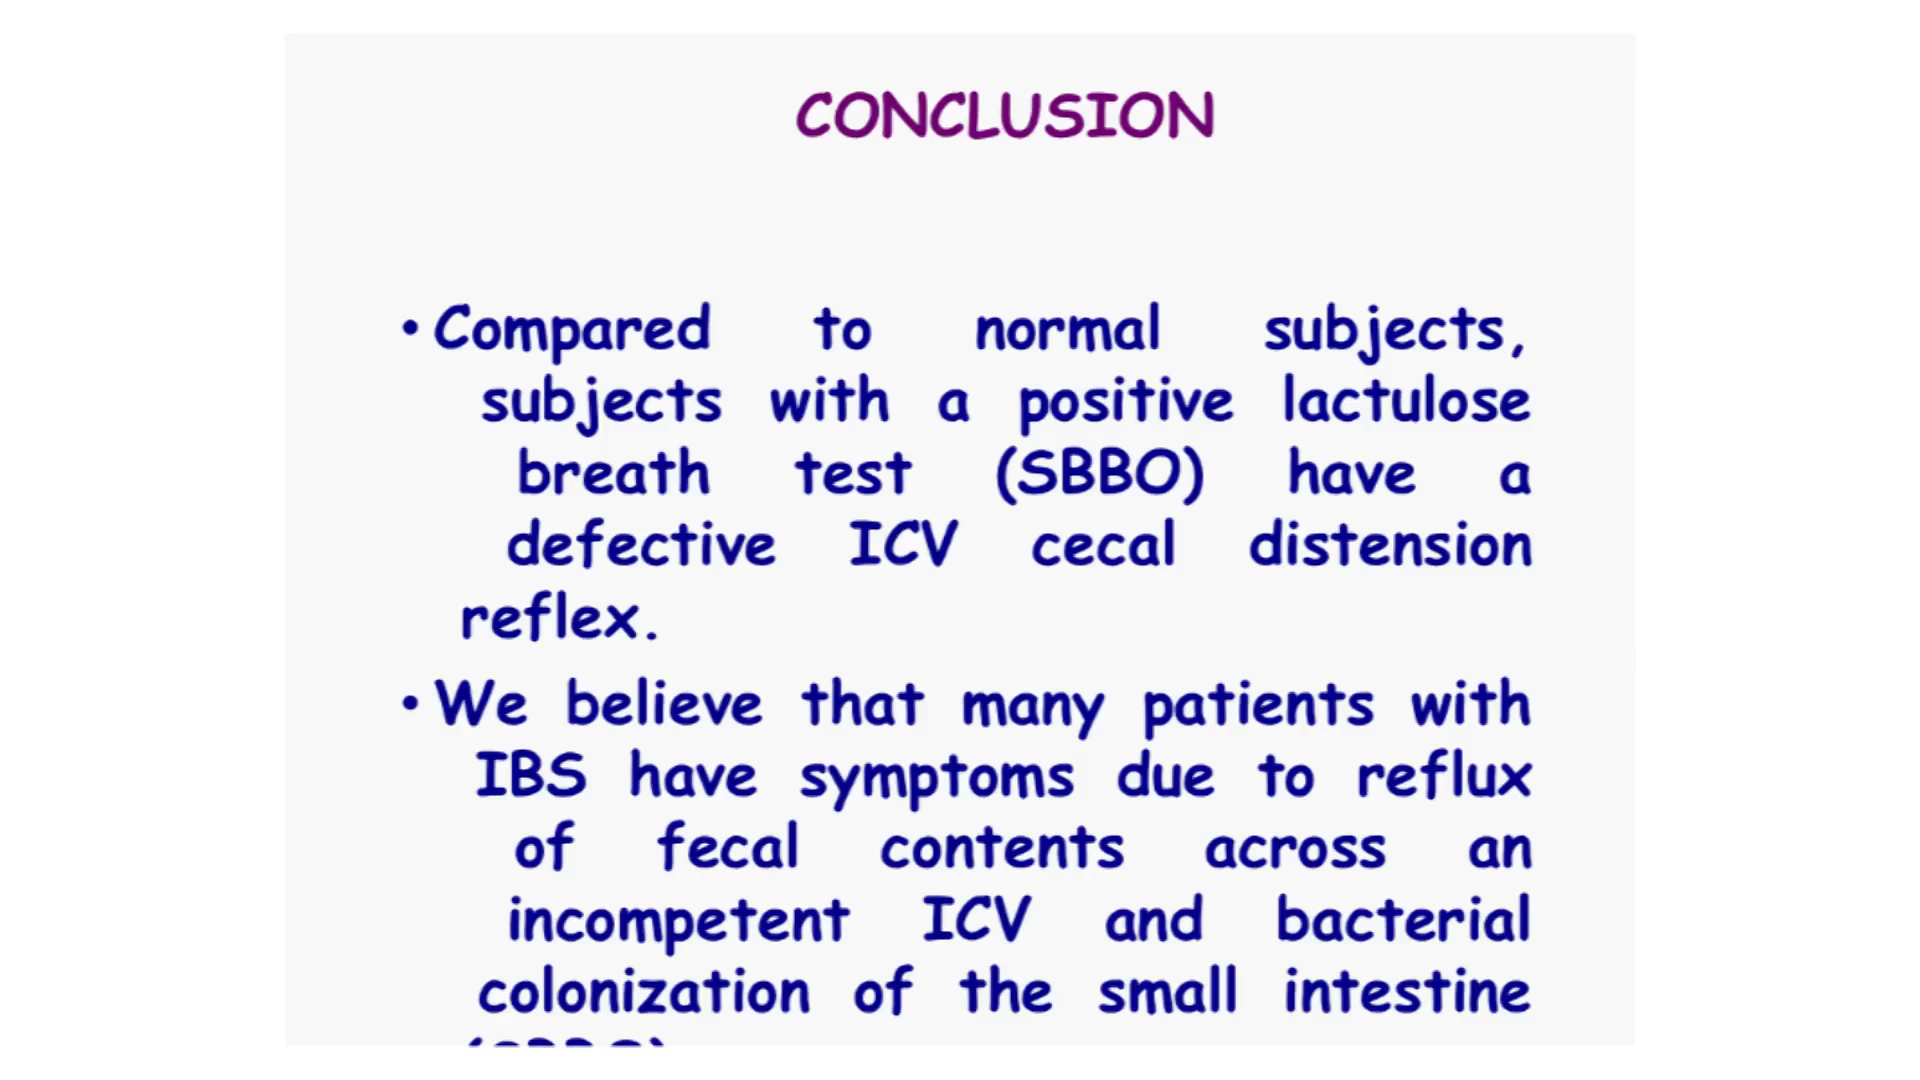 CONCLUSION
• Compared to normal subjects,
subjects with a positive lactulose
breath test (SBBO) have a
defective ICV cecal distension
reflex.
• We believe that many patients with
IBS have symptoms due to reflux
of fecal contents across an
incompetent ICV and bacterial
colonization of the small intestine